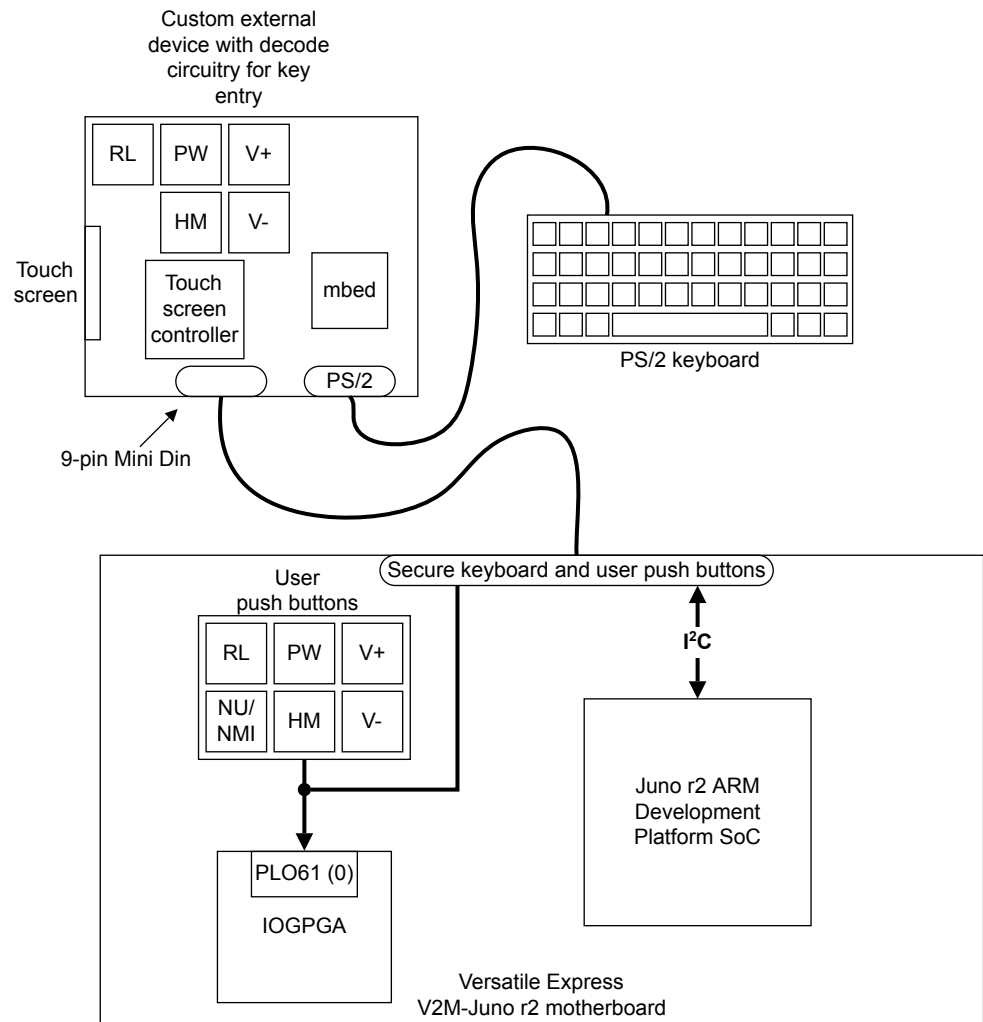 Custom external
device with decode
circuitry for key
entry
RL
PW
V+
HM
V-
Touch
screen
Touch
screen
controller
mbed
PS/2
9-pin Mini Din
PS/2 keyboard
Secure keyboard and user push buttons
User
push buttons
RL
PW
V+
NU/
NMI
HM
V-
I²C
Juno r2 ARM
Development
Platform SoC
PLO61 (0)
IOGPGA
Versatile Express
V2M-Juno r2 motherboard